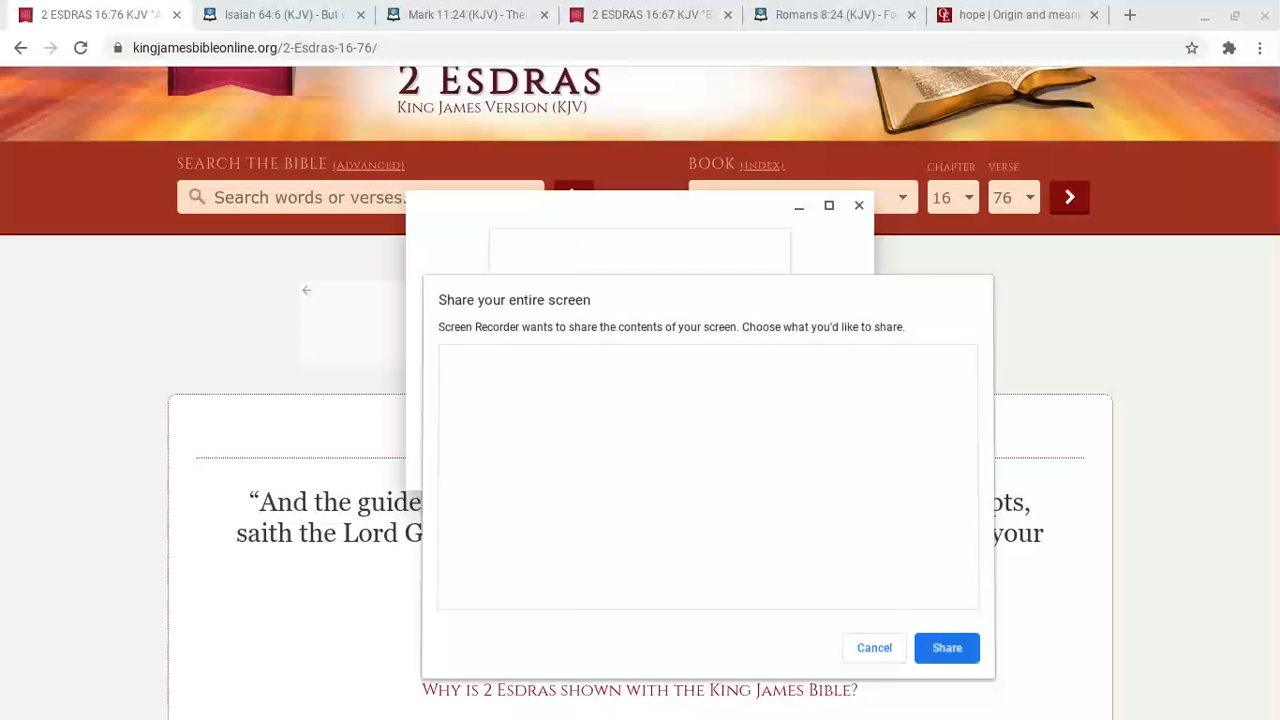 2 ESDRAS 16:76 KJV "A
Isaiah 64:6 (KJV) - But w
Mark 11:24 (KJV) - The
2 ESDRAS 16:67 KJV "B
Romans 8:24 (KJV) - Fo
hope | Origin and mean
kingjamesbibleonline.org/2-Esdras-16-76/
2 Esdras
King James Version (KJV)
Search the Bible (Advanced)
Book (Index)
Chapter
Verse
Search words or verses.
16
76
Share your entire screen
Screen Recorder wants to share the contents of your screen. Choose what you'd like to share.
“And the guide
pts,
saith the Lord G
your
Cancel
Share
Why is 2 Esdras shown with the King James Bible?